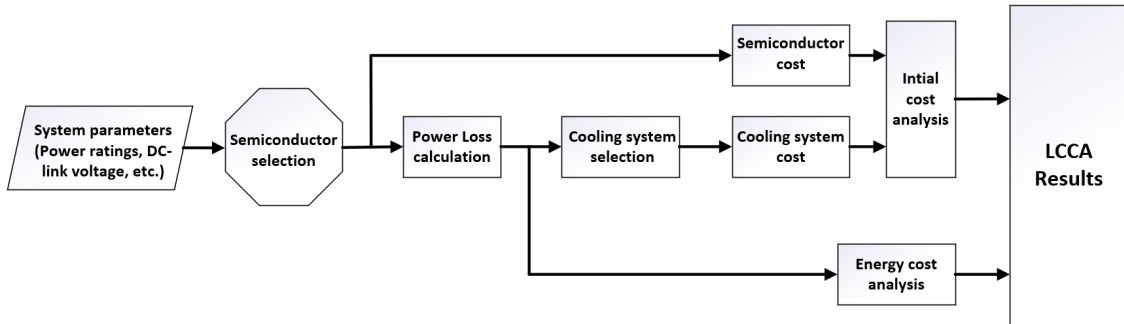 System parameters
(Power ratings, DC-
link voltage, etc.)
Semiconductor
selection
Power Loss
calculation
Semiconductor
cost
Cooling system
selection
Cooling system
cost
Intial
cost
analysis
Energy cost
analysis
LCCA
Results